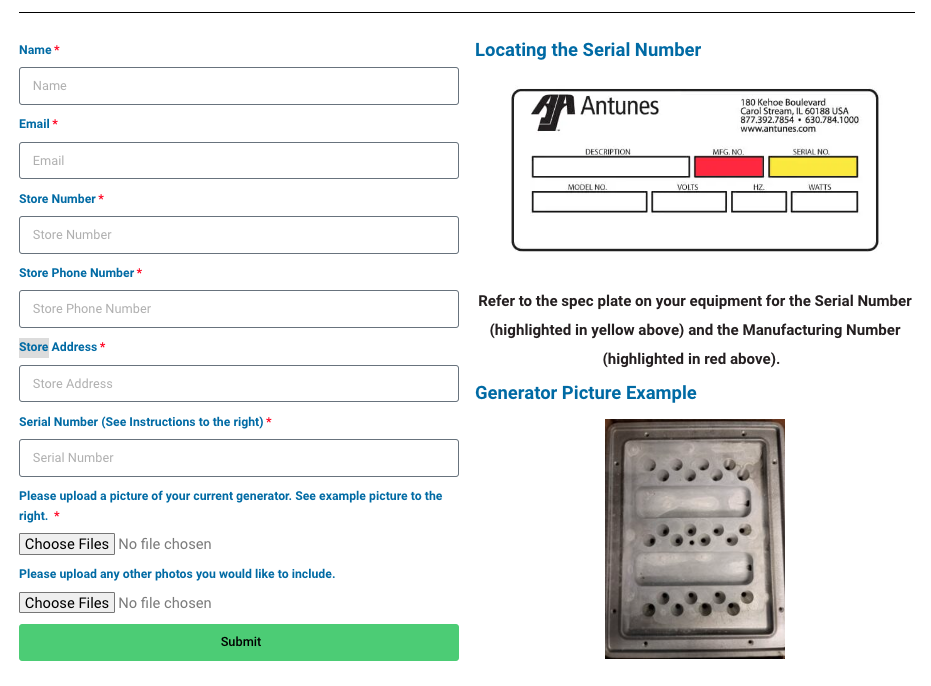 Name *
Name
Email *
Email
Store Number *
Store Number
Store Phone Number *
Store Phone Number
Store Address *
Store Address
Serial Number (See Instructions to the right) *
Serial Number
Please upload a picture of your current generator. See example picture to the
right. *
Choose Files No file chosen
Please upload any other photos you would like to include.
Choose Files No file chosen
Submit
Locating the Serial Number
Antunes
180 Kehoe Boulevard
Carol Stream, IL 60188 USA
877.392.7854 • 630.784.1000
www.antunes.com
DESCRIPTION MFG. NO. SERIAL NO.
MODEL NO. VOLTS HZ. WATTS
Refer to the spec plate on your equipment for the Serial Number
(highlighted in yellow above) and the Manufacturing Number
(highlighted in red above).
Generator Picture Example